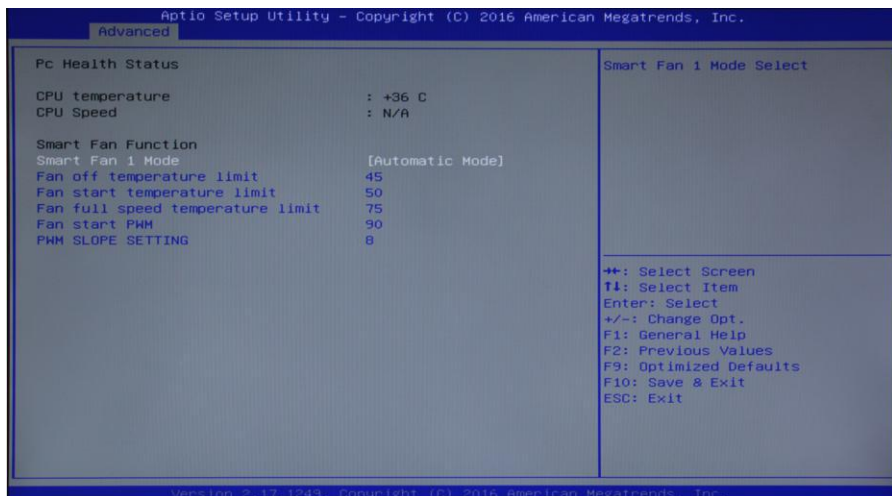 Aptio Setup Utility – Copyright (C) 2016 American Megatrends, Inc.
Advanced
Pc Health Status
CPU temperature : +36 C
CPU Speed : N/A
Smart Fan Function
Smart Fan 1 Mode [Automatic Mode]
Fan off temperature limit 45
Fan start temperature limit 50
Fan full speed temperature limit 75
Fan start PWM 90
PWM SLOPE SETTING 8
Smart Fan 1 Mode Select
→←: Select Screen
↑↓: Select Item
Enter: Select
+/-: Change Opt.
F1: General Help
F2: Previous Values
F9: Optimized Defaults
F10: Save & Exit
ESC: Exit
Version 2.17.1249. Copyright (C) 2016 American Megatrends, Inc.